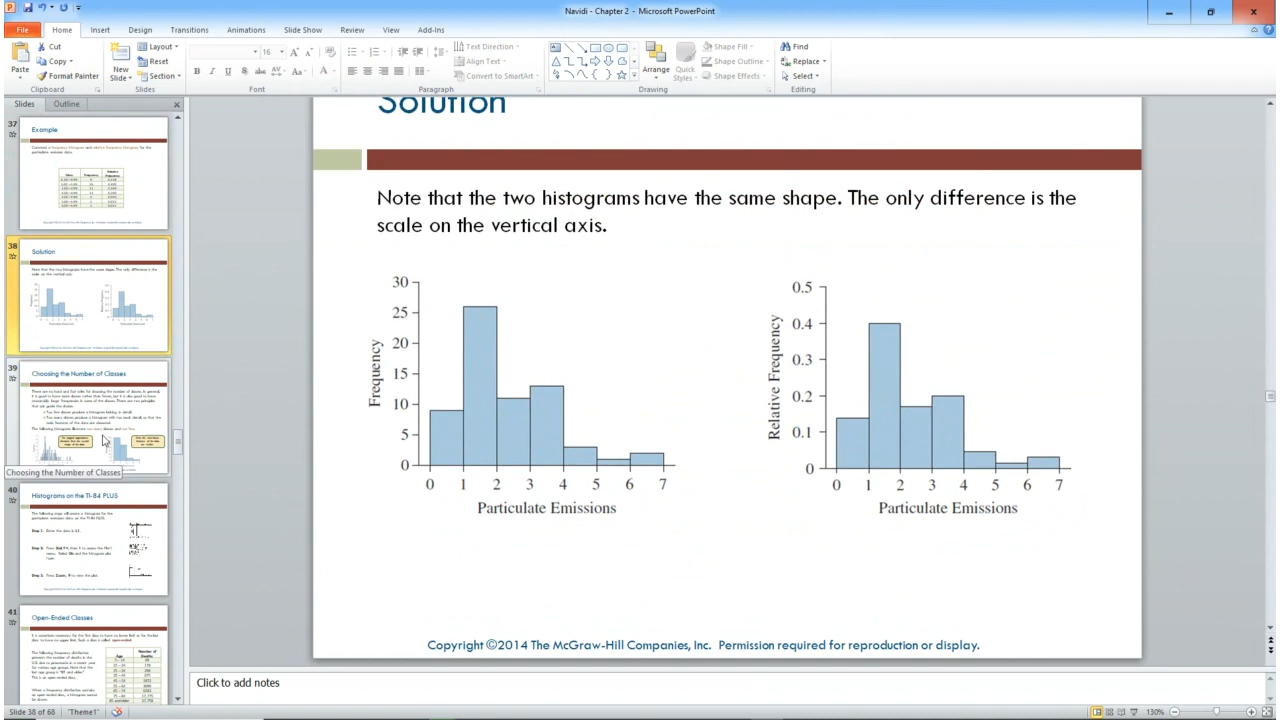 Navidi - Chapter 2 - Microsoft PowerPoint
File Home Insert Design Transitions Animations Slide Show Review View Add-Ins
Paste
Cut
Copy
Format Painter
Clipboard
New Slide
Layout
Reset
Section
Slides
16
B I U S abc AV Aa A
Font
Text Direction
Align Text
Convert to SmartArt
Paragraph
Arrange
Quick Styles
Shape Fill
Shape Outline
Shape Effects
Drawing
Find
Replace
Select
Editing
Slides Outline
37
Example
38
Solution
39
Choosing the Number of Classes
Choosing the Number of Classes
40
Histograms on the TI-84 PLUS
41
Open-Ended Classes
Solution
Note that the two histograms have the same shape. The only difference is the
scale on the vertical axis.
30
25
20
15
10
5
0
Frequency
0 1 2 3 4 5 6 7
Particulate Emissions
0.5
0.4
0.3
0.2
0.1
0
Relative Frequency
0 1 2 3 4 5 6 7
Particulate Emissions
Copyright©2014 The McGraw-Hill Companies, Inc. Permission required for reproduction or display.
Click to add notes
Slide 38 of 68 "Theme1" 130%